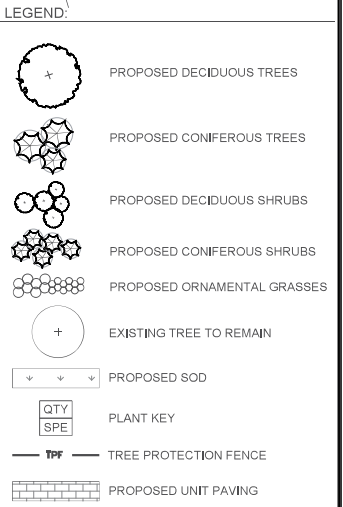 LEGEND:
PROPOSED DECIDUOUS TREES
PROPOSED CONIFEROUS TREES
PROPOSED DECIDUOUS SHRUBS
PROPOSED CONIFEROUS SHRUBS
PROPOSED ORNAMENTAL GRASSES
EXISTING TREE TO REMAIN
PROPOSED SOD
QTY
SPE
PLANT KEY
TPF TREE PROTECTION FENCE
PROPOSED UNIT PAVING